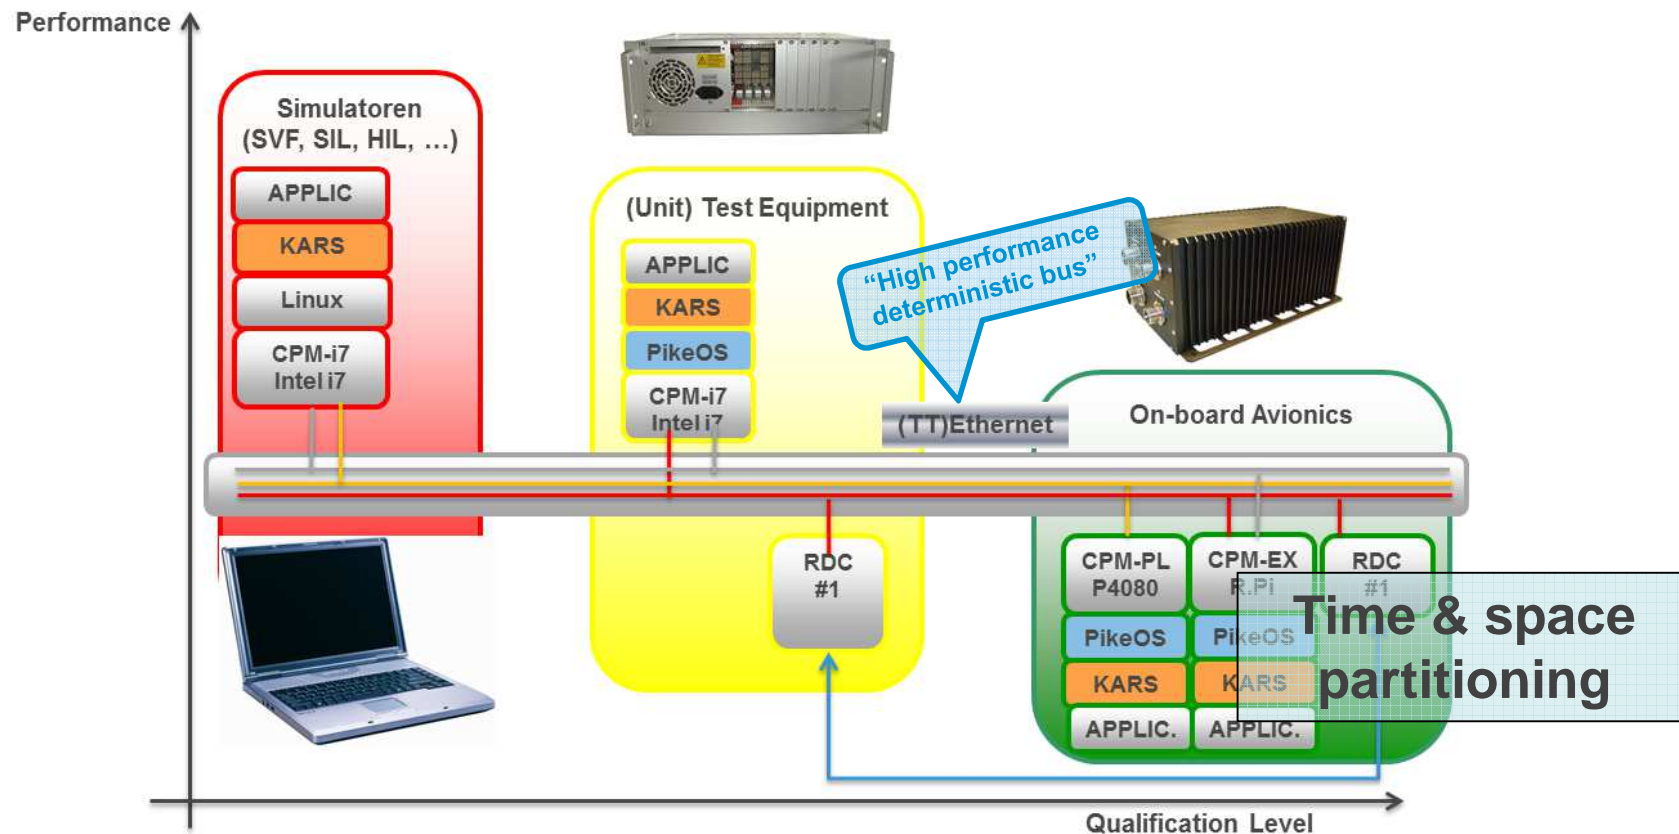 Performance
Simulatoren
(SVF, SIL, HIL, ...)
APPLIC
KARS
Linux
CPM-i7
Intel i7
(Unit) Test Equipment
APPLIC
KARS
PikeOS
CPM-i7
Intel i7
RDC
#1
“High performance
deterministic bus”
(TT)Ethernet
On-board Avionics
CPM-PL
P4080
PikeOS
KARS
APPLIC.
CPM-EX
R.Pi
PikeOS
KARS
APPLIC.
RDC
#1
Time & space
partitioning
Qualification Level